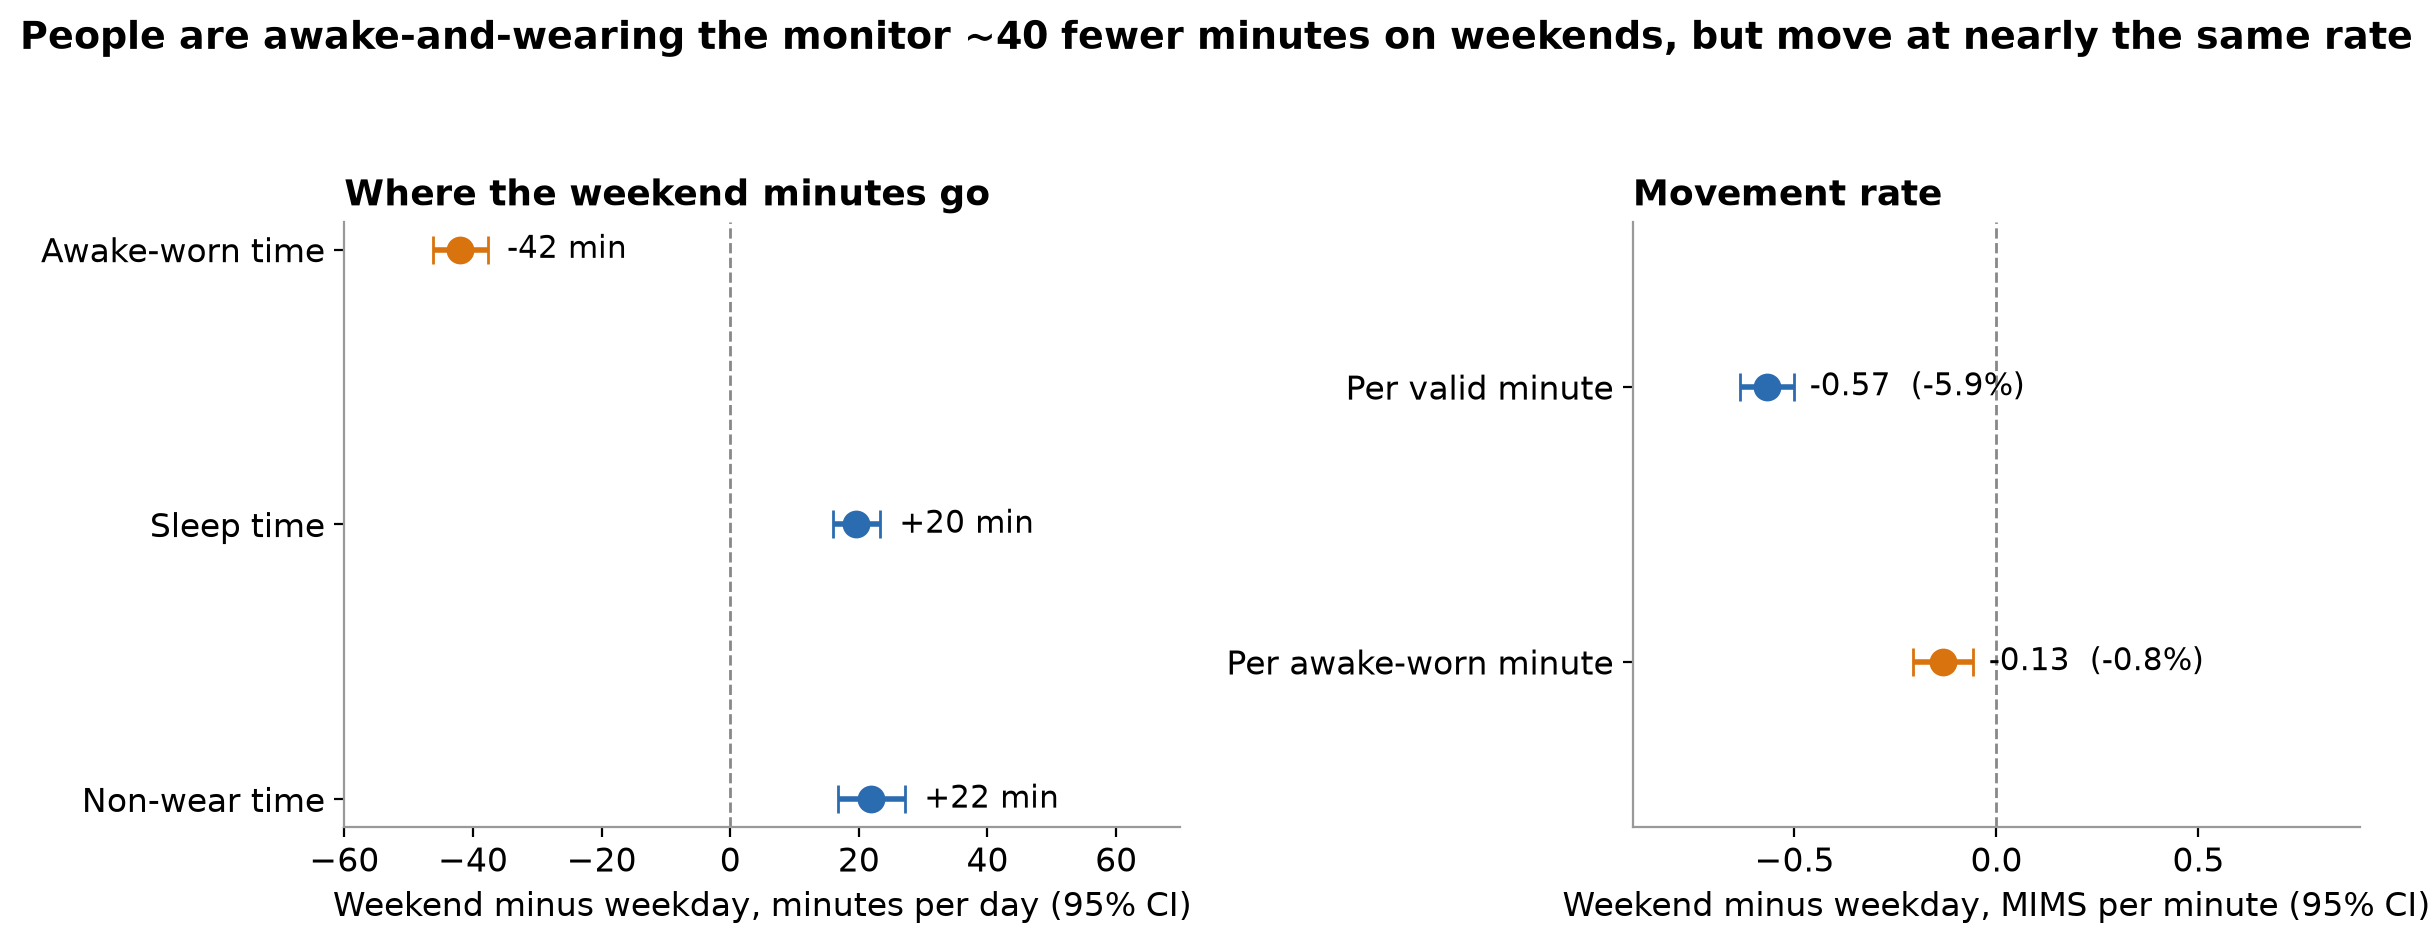 People are awake-and-wearing the monitor ~40 fewer minutes on weekends, but move at nearly the same rate
Where the weekend minutes go
Awake-worn time
-42 min
Sleep time
+20 min
Non-wear time
+22 min
−60 −40 −20 0 20 40 60
Weekend minus weekday, minutes per day (95% CI)
Movement rate
Per valid minute
-0.57 (-5.9%)
Per awake-worn minute
-0.13 (-0.8%)
−0.5 0.0 0.5
Weekend minus weekday, MIMS per minute (95% CI)